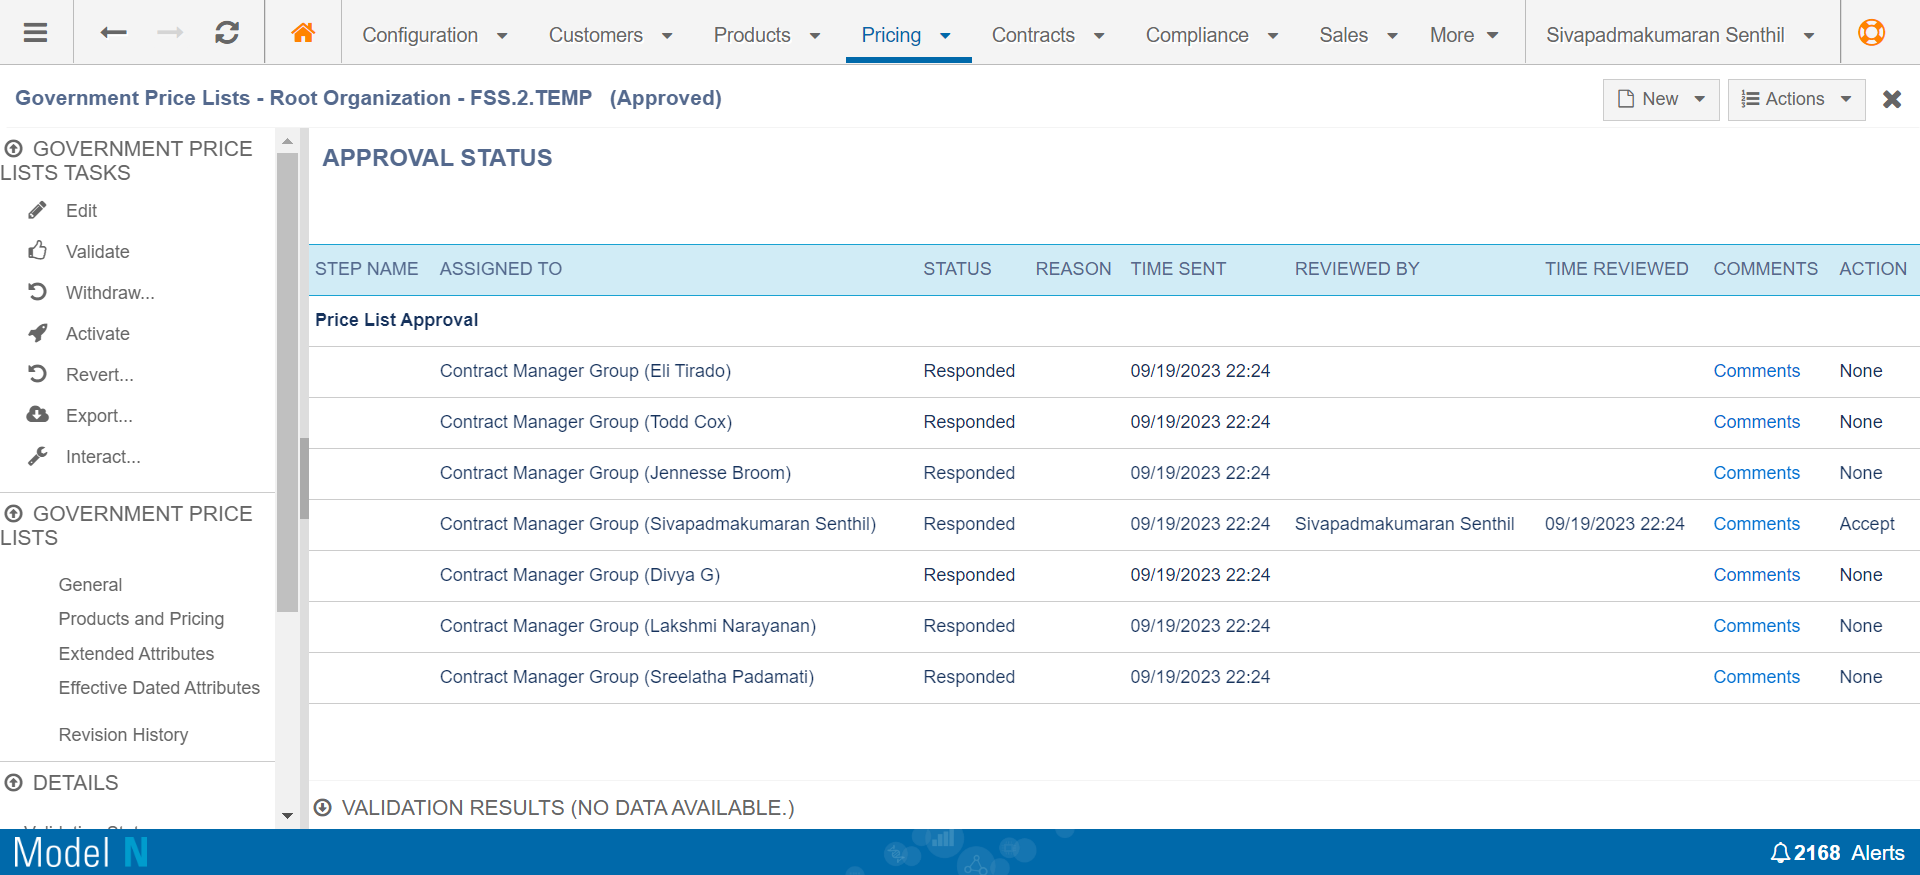 Configuration Customers Products Pricing Contracts Compliance Sales More Sivapadmakumaran Senthil
Government Price Lists - Root Organization - FSS.2.TEMP (Approved)
New Actions
GOVERNMENT PRICE
LISTS TASKS
Edit
Validate
Withdraw...
Activate
Revert...
Export...
Interact...
GOVERNMENT PRICE
LISTS
General
Products and Pricing
Extended Attributes
Effective Dated Attributes
Revision History
DETAILS
APPROVAL STATUS
STEP NAME ASSIGNED TO STATUS REASON TIME SENT REVIEWED BY TIME REVIEWED COMMENTS ACTION
Price List Approval
Contract Manager Group (Eli Tirado) Responded 09/19/2023 22:24 Comments None
Contract Manager Group (Todd Cox) Responded 09/19/2023 22:24 Comments None
Contract Manager Group (Jennesse Broom) Responded 09/19/2023 22:24 Comments None
Contract Manager Group (Sivapadmakumaran Senthil) Responded 09/19/2023 22:24 Sivapadmakumaran Senthil 09/19/2023 22:24 Comments Accept
Contract Manager Group (Divya G) Responded 09/19/2023 22:24 Comments None
Contract Manager Group (Lakshmi Narayanan) Responded 09/19/2023 22:24 Comments None
Contract Manager Group (Sreelatha Padamati) Responded 09/19/2023 22:24 Comments None
VALIDATION RESULTS (NO DATA AVAILABLE.)
Model N
2168 Alerts